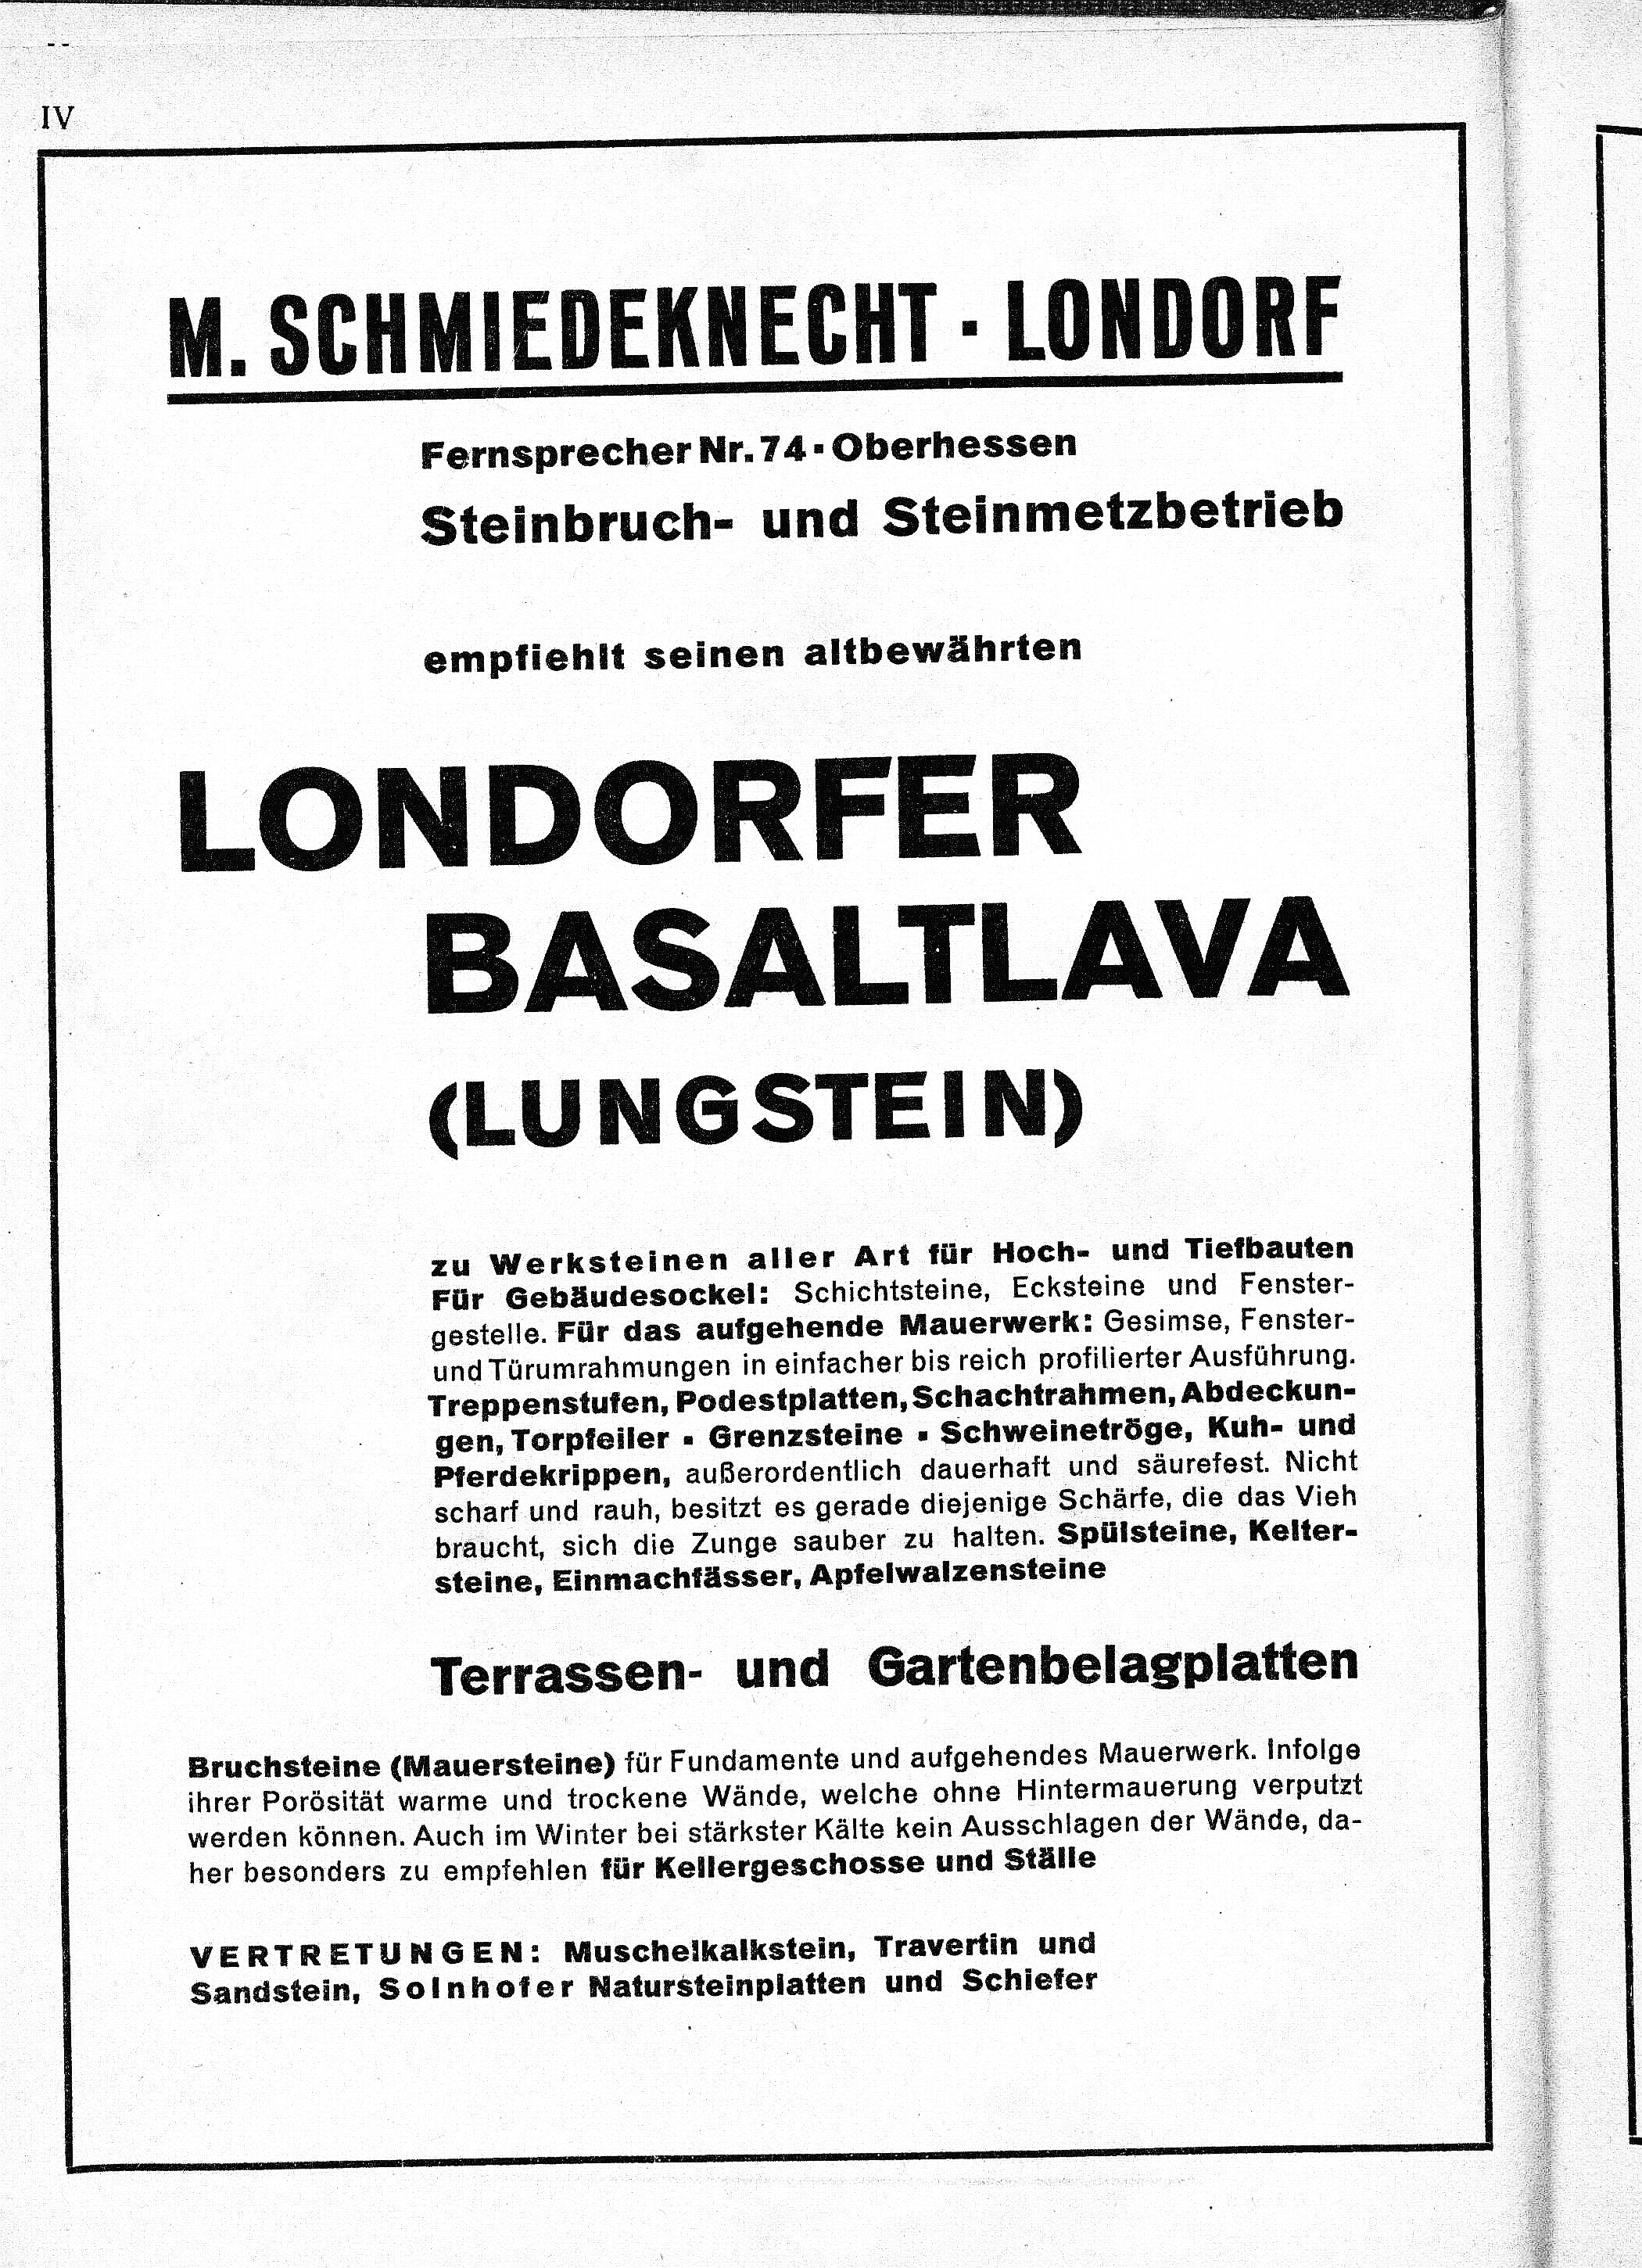 IV
M. SCHMIEDEKNECHT · LONDORF
Fernsprecher Nr. 74 ▪ Oberhessen
Steinbruch- und Steinmetzbetrieb
empfiehlt seinen altbewährten
LONDORFER
BASALTLAVA
(LUNGSTEIN)
zu Werksteinen aller Art für Hoch- und Tiefbauten
Für Gebäudesockel: Schichtsteine, Ecksteine und Fenster-
gestelle. Für das aufgehende Mauerwerk: Gesimse, Fenster-
und Türumrahmungen in einfacher bis reich profilierter Ausführung.
Treppenstufen, Podestplatten, Schachtrahmen, Abdeckun-
gen, Torpfeiler ▪ Grenzsteine ▪ Schweinetröge, Kuh- und
Pferdekrippen, außerordentlich dauerhaft und säurefest. Nicht
scharf und rauh, besitzt es gerade diejenige Schärfe, die das Vieh
braucht, sich die Zunge sauber zu halten. Spülsteine, Kelter-
steine, Einmachfässer, Apfelwalzensteine
Terrassen- und Gartenbelagplatten
Bruchsteine (Mauersteine) für Fundamente und aufgehendes Mauerwerk. Infolge
ihrer Porösität warme und trockene Wände, welche ohne Hintermauerung verputzt
werden können. Auch im Winter bei stärkster Kälte kein Ausschlagen der Wände, da-
her besonders zu empfehlen für Kellergeschosse und Ställe
VERTRETUNGEN: Muschelkalkstein, Travertin und
Sandstein, Solnhofer Natursteinplatten und Schiefer